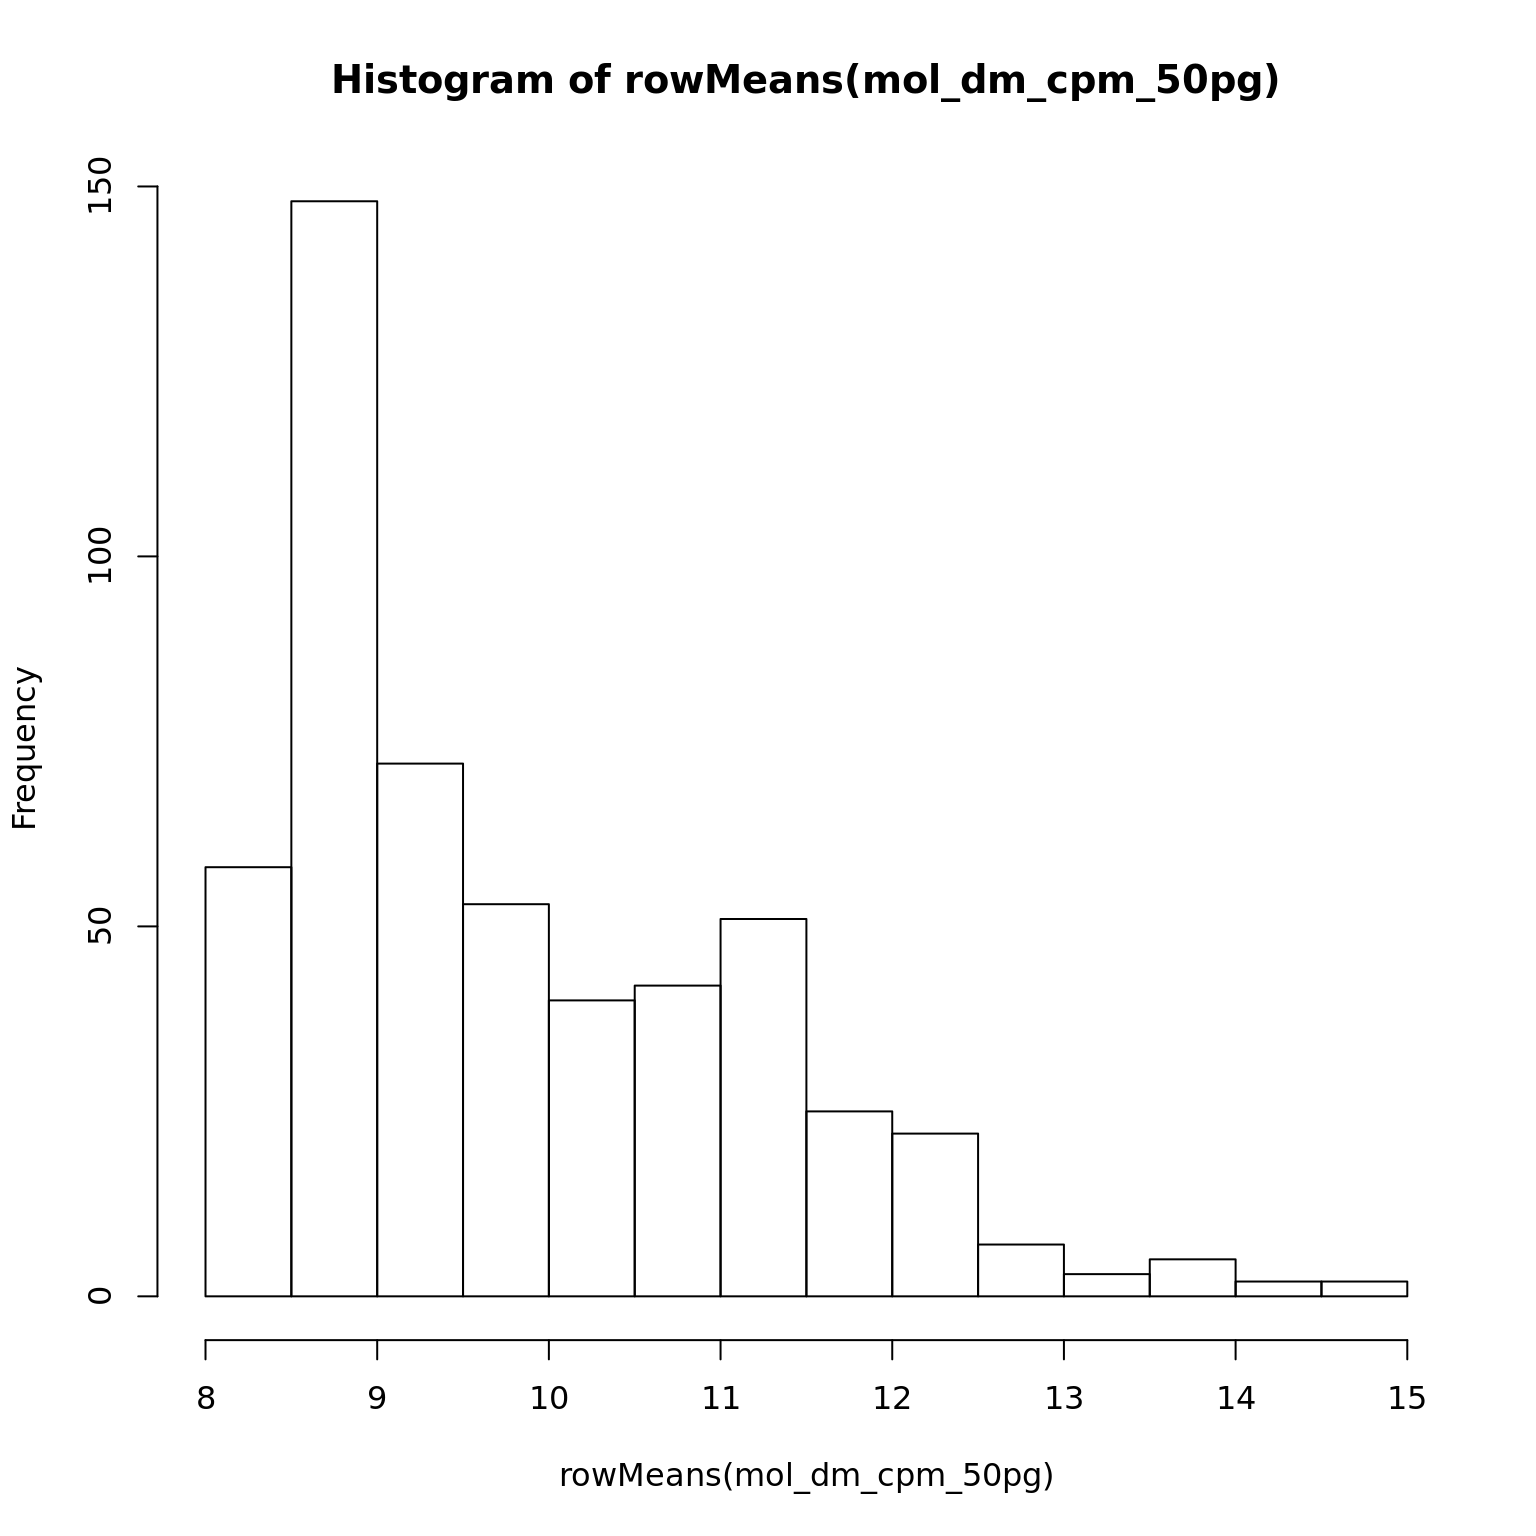 Histogram of rowMeans(mol_dm_cpm_50pg)
150
100
50
0
Frequency
8 9 10 11 12 13 14 15
rowMeans(mol_dm_cpm_50pg)